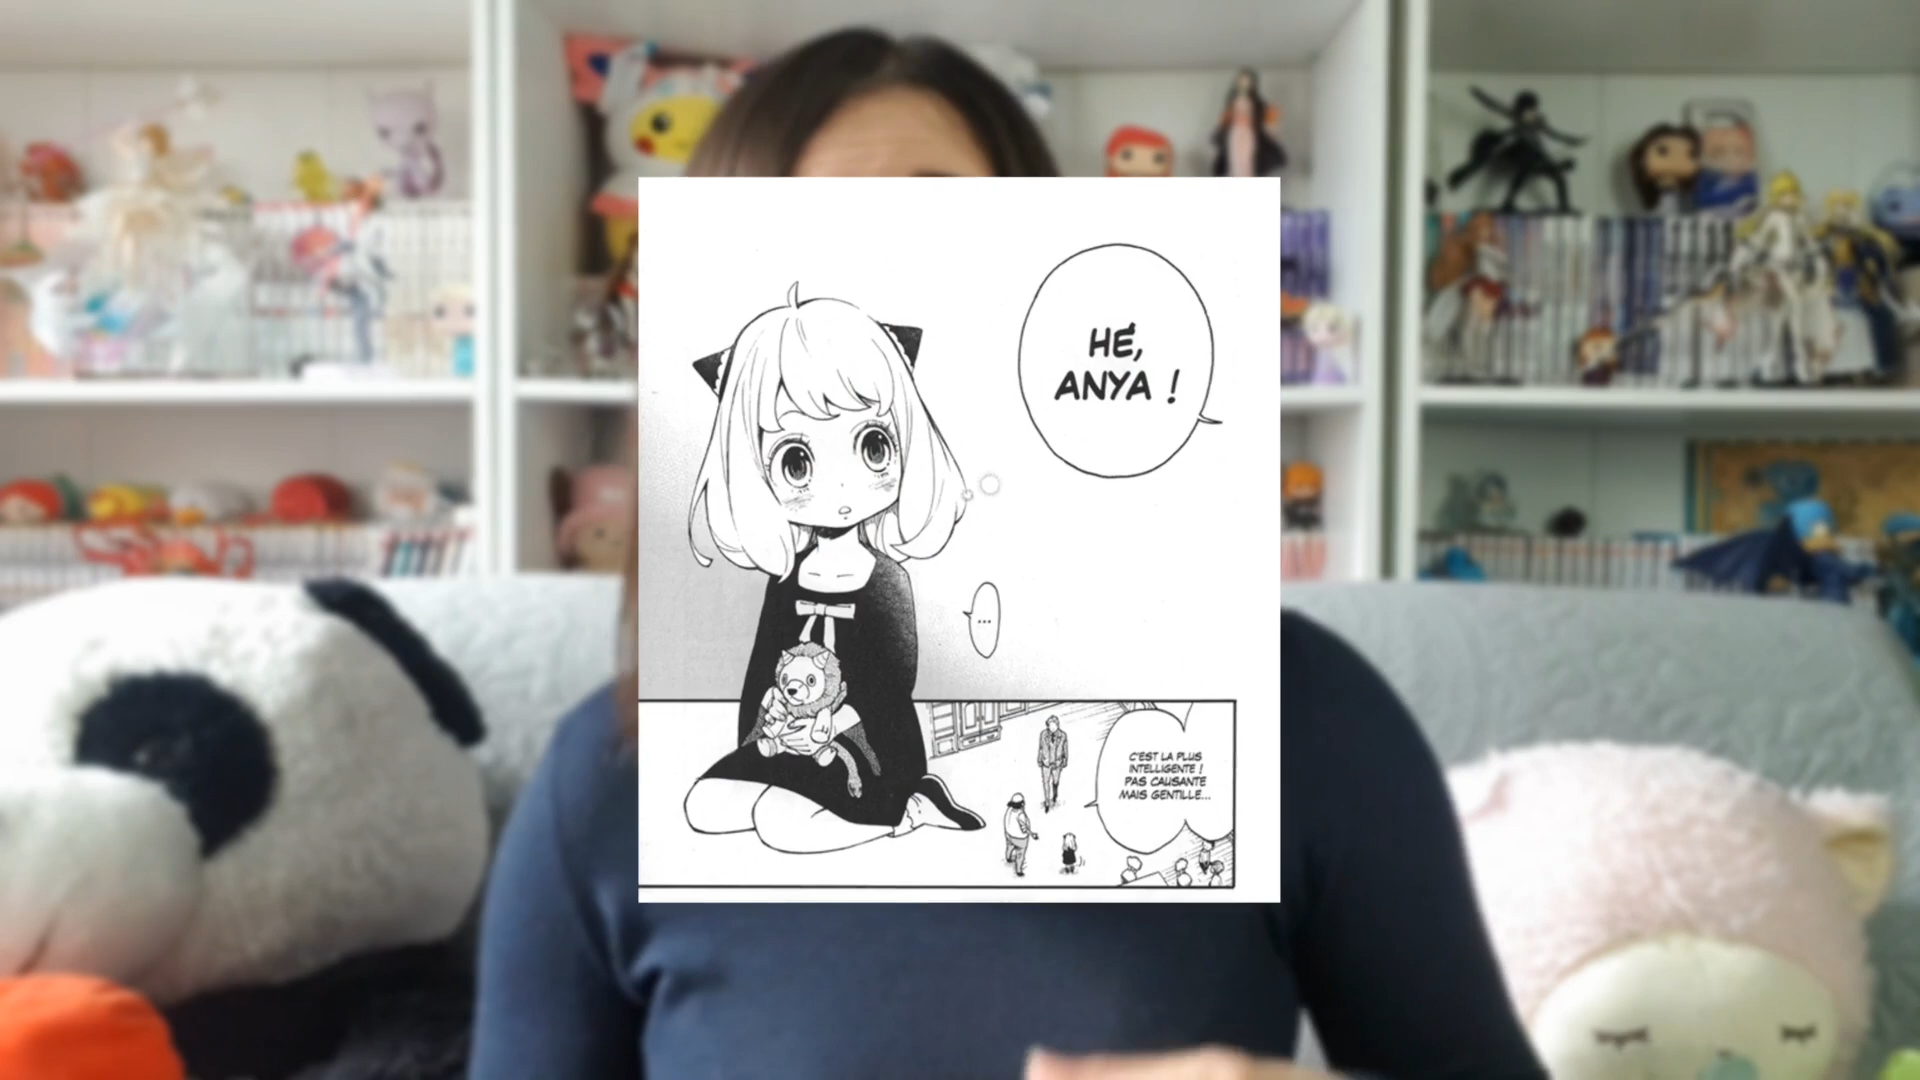 HÉ,
ANYA !
...
C'EST LA PLUS
INTELLIGENTE !
PAS CAUSANTE
MAIS GENTILLE...